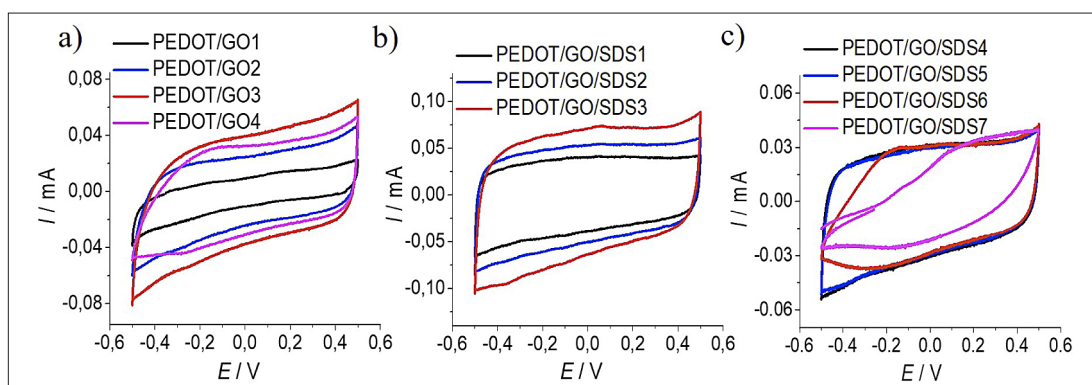 a)
PEDOT/GO1
PEDOT/GO2
PEDOT/GO3
PEDOT/GO4
0,08
0,04
0,00
-0,04
-0,08
I / mA
-0,6 -0,4 -0,2 0,0 0,2 0,4 0,6
E / V
b)
PEDOT/GO/SDS1
PEDOT/GO/SDS2
PEDOT/GO/SDS3
0,10
0,05
0,00
-0,05
-0,10
I / mA
-0,6 -0,4 -0,2 0,0 0,2 0,4 0,6
E / V
c)
PEDOT/GO/SDS4
PEDOT/GO/SDS5
PEDOT/GO/SDS6
PEDOT/GO/SDS7
0.06
0.03
0.00
-0.03
-0.06
I / mA
-0.6 -0.4 -0.2 0.0 0.2 0.4 0.6
E / V